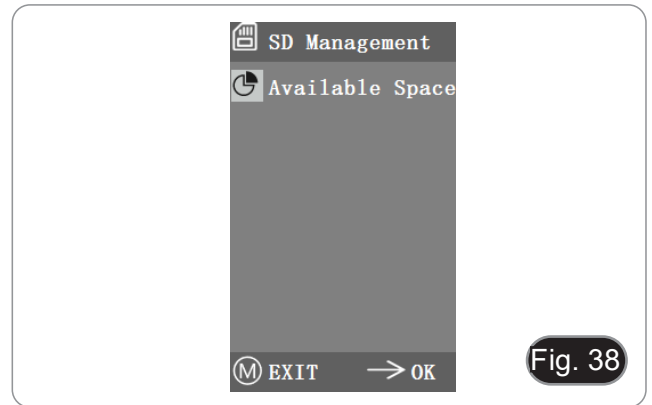 SD Management
Available Space
M EXIT → OK
Fig. 38